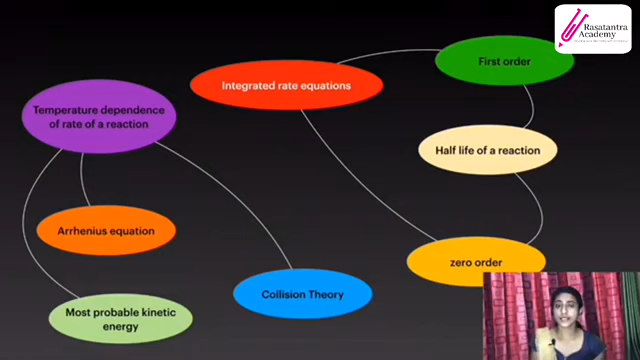 Rasatantra
Academy
First order
Integrated rate equations
Temperature dependence
of rate of a reaction
Half life of a reaction
Arrhenius equation
zero order
Collision Theory
Most probable kinetic
energy